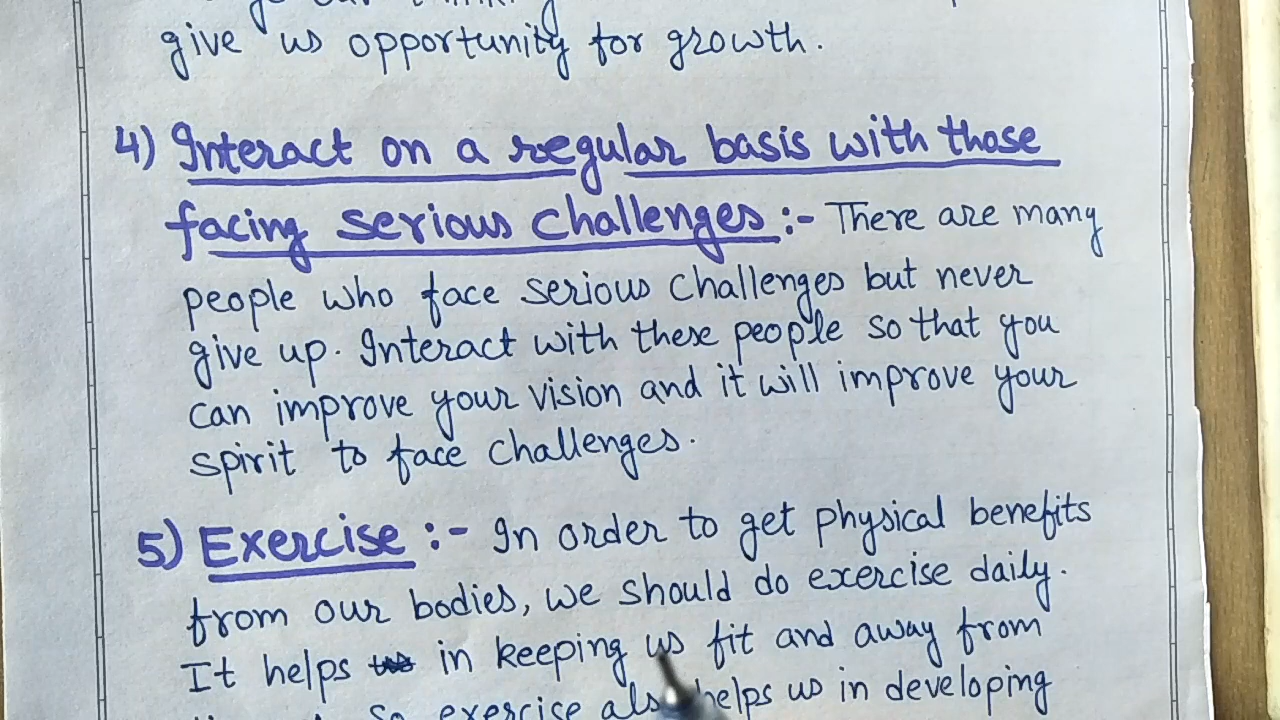 give us opportunity for growth.
4) Interact on a regular basis with those
facing serious challenges :- There are many
people who face serious challenges but never
give up. Interact with these people so that you
can improve your vision and it will improve your
spirit to face challenges.
5) Exercise :- In order to get physical benefits
from our bodies, we should do exercise daily.
It helps in keeping us fit and away from
So exercise also helps us in developing